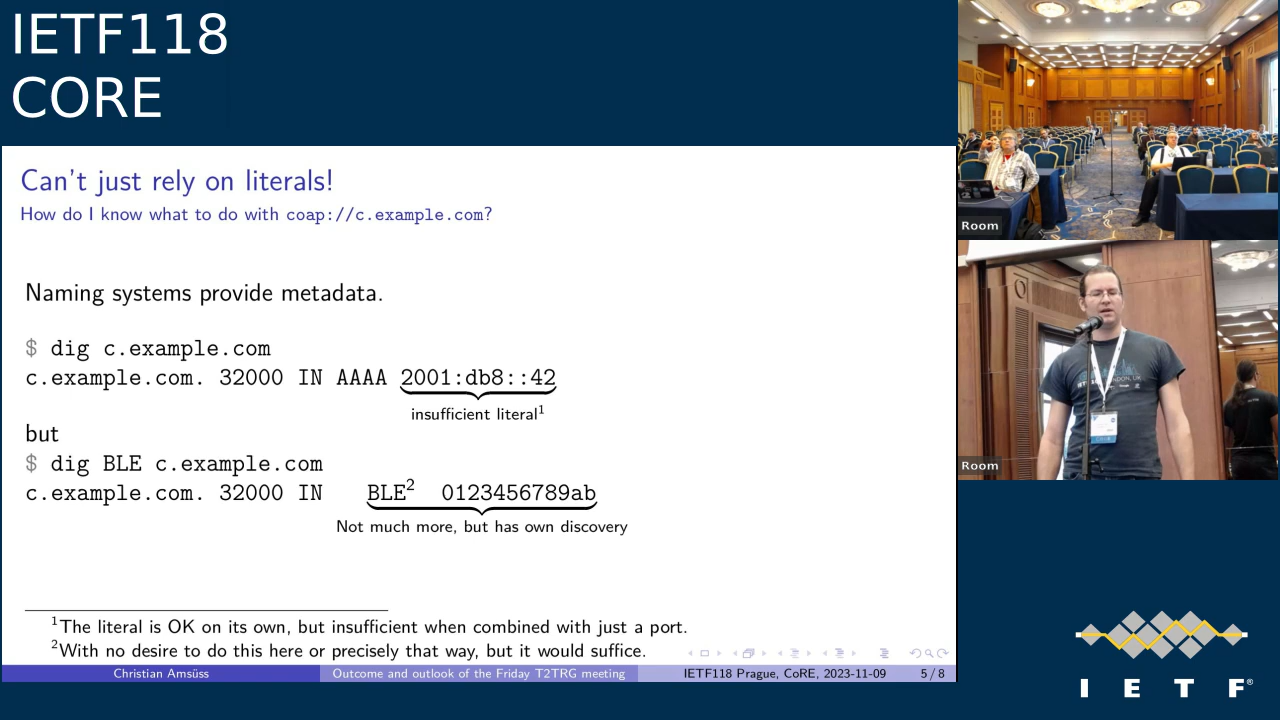 IETF118
CORE
Can't just rely on literals!
How do I know what to do with coap://c.example.com?
Naming systems provide metadata.
$ dig c.example.com
c.example.com. 32000 IN AAAA 2001:db8::42
insufficient literal1
but
$ dig BLE c.example.com
c.example.com. 32000 IN BLE2 0123456789ab
Not much more, but has own discovery
1The literal is OK on its own, but insufficient when combined with just a port.
2With no desire to do this here or precisely that way, but it would suffice.
Christian Amsüss Outcome and outlook of the Friday T2TRG meeting IETF118 Prague, CoRE, 2023-11-09 5 / 8
Room
Room
I E T F®